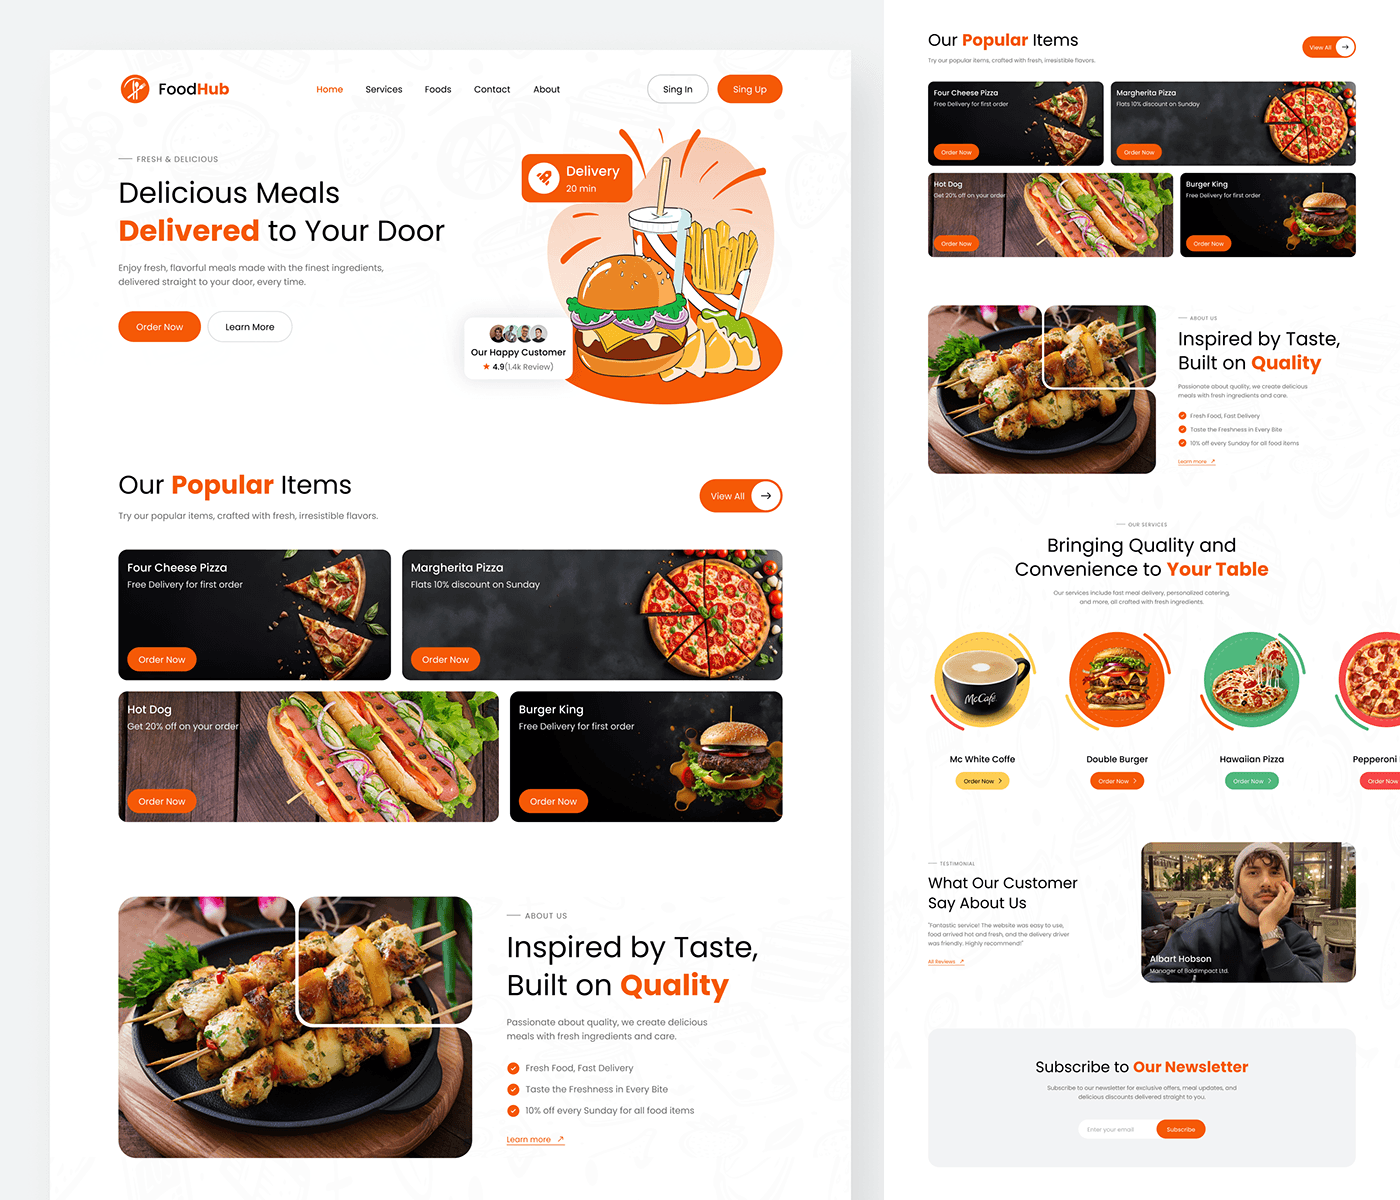 FoodHub
Home
Services
Foods
Contact
About
Sing In
Sing Up
FRESH & DELICIOUS
Delicious Meals
Delivered to Your Door
Enjoy fresh, flavorful meals made with the finest ingredients,
delivered straight to your door, every time.
Order Now
Learn More
Delivery
20 min
Our Happy Customer
4.9(1.4k Review)
Our Popular Items
Try our popular items, crafted with fresh, irresistible flavors.
View All
Four Cheese Pizza
Free Delivery for first order
Order Now
Margherita Pizza
Flats 10% discount on Sunday
Order Now
Hot Dog
Get 20% off on your order
Order Now
Burger King
Free Delivery for first order
Order Now
ABOUT US
Inspired by Taste,
Built on Quality
Passionate about quality, we create delicious
meals with fresh ingredients and care.
Fresh Food, Fast Delivery
Taste the Freshness in Every Bite
10% off every Sunday for all food items
Learn more
Our Popular Items
Try our popular items, crafted with fresh, irresistible flavors.
View All
Four Cheese Pizza
Free Delivery for first order
Order Now
Margherita Pizza
Flats 10% discount on Sunday
Order Now
Hot Dog
Get 20% off on your order
Order Now
Burger King
Free Delivery for first order
Order Now
ABOUT US
Inspired by Taste,
Built on Quality
Passionate about quality, we create delicious
meals with fresh ingredients and care.
Fresh Food, Fast Delivery
Taste the Freshness in Every Bite
10% off every Sunday for all food items
Learn more
OUR SERVICES
Bringing Quality and
Convenience to Your Table
Our services include fast meal delivery, personalized catering,
and more, all crafted with fresh ingredients.
McCafé
Mc White Coffe
Order Now
Double Burger
Order Now
Hawaiian Pizza
Order Now
Pepperoni
Order Now
TESTIMONIAL
What Our Customer
Say About Us
"Fantastic service! The website was easy to use,
food arrived hot and fresh, and the delivery driver
was friendly. Highly recommend!"
All Reviews
Albart Hobson
Manager of Boldimpact Ltd.
Subscribe to Our Newsletter
Subscribe to our newsletter for exclusive offers, meal updates, and
delicious discounts delivered straight to you.
Enter your email
Subscribe